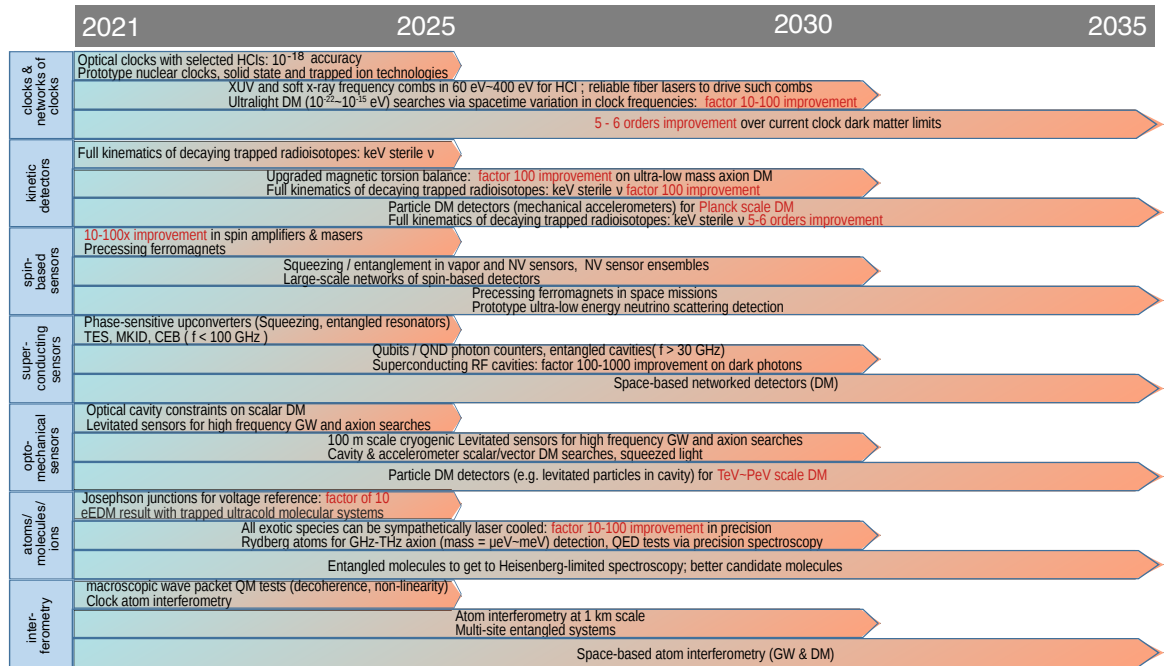 2021 2025 2030 2035
clocks &
networks of
clocks
Optical clocks with selected HCIs: 10⁻¹⁸ accuracy
Prototype nuclear clocks, solid state and trapped ion technologies
XUV and soft x-ray frequency combs in 60 eV~400 eV for HCI ; reliable fiber lasers to drive such combs
Ultralight DM (10⁻²²~10⁻¹⁵ eV) searches via spacetime variation in clock frequencies: factor 10-100 improvement
5 - 6 orders improvement over current clock dark matter limits
kinetic
detectors
Full kinematics of decaying trapped radioisotopes: keV sterile ν
Upgraded magnetic torsion balance: factor 100 improvement on ultra-low mass axion DM
Full kinematics of decaying trapped radioisotopes: keV sterile ν factor 100 improvement
Particle DM detectors (mechanical accelerometers) for Planck scale DM
Full kinematics of decaying trapped radioisotopes: keV sterile ν 5-6 orders improvement
spin-
based
sensors
10-100x improvement in spin amplifiers & masers
Precessing ferromagnets
Squeezing / entanglement in vapor and NV sensors, NV sensor ensembles
Large-scale networks of spin-based detectors
Precessing ferromagnets in space missions
Prototype ultra-low energy neutrino scattering detection
super-
conducting
sensors
Phase-sensitive upconverters (Squeezing, entangled resonators)
TES, MKID, CEB ( f < 100 GHz )
Qubits / QND photon counters, entangled cavities( f > 30 GHz)
Superconducting RF cavities: factor 100-1000 improvement on dark photons
Space-based networked detectors (DM)
opto-
mechanical
sensors
Optical cavity constraints on scalar DM
Levitated sensors for high frequency GW and axion searches
100 m scale cryogenic Levitated sensors for high frequency GW and axion searches
Cavity & accelerometer scalar/vector DM searches, squeezed light
Particle DM detectors (e.g. levitated particles in cavity) for TeV~PeV scale DM
atoms/
molecules/
ions
Josephson junctions for voltage reference: factor of 10
eEDM result with trapped ultracold molecular systems
All exotic species can be sympathetically laser cooled: factor 10-100 improvement in precision
Rydberg atoms for GHz-THz axion (mass = μeV~meV) detection, QED tests via precision spectroscopy
Entangled molecules to get to Heisenberg-limited spectroscopy; better candidate molecules
inter-
ferometry
macroscopic wave packet QM tests (decoherence, non-linearity)
Clock atom interferometry
Atom interferometry at 1 km scale
Multi-site entangled systems
Space-based atom interferometry (GW & DM)